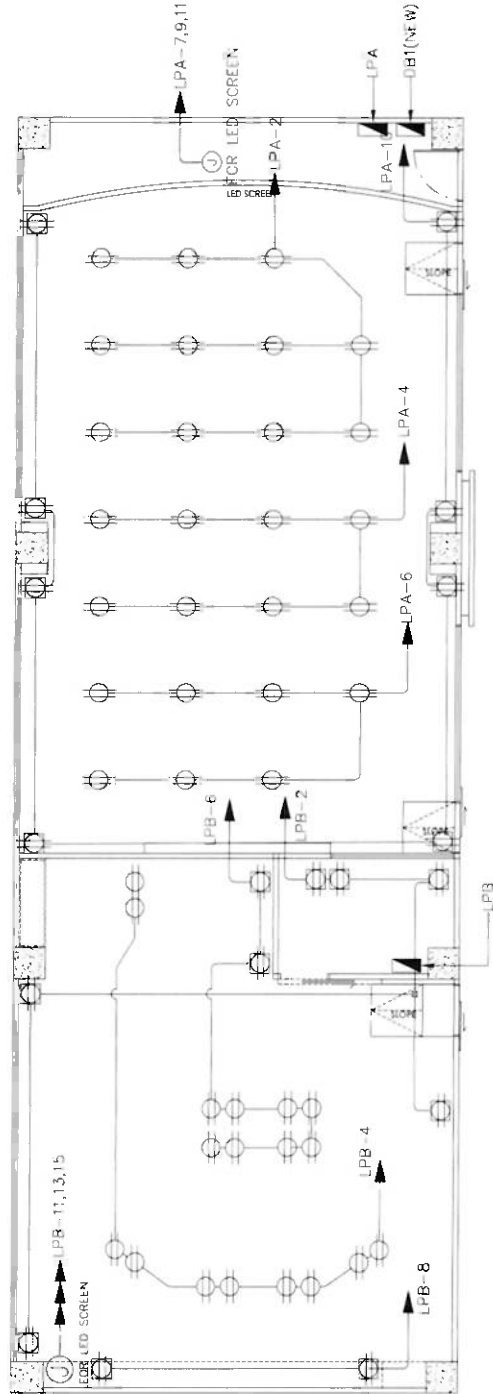 LPA-7,9,11
FOR LED SCREEN
J
LPA-2
LED SCREEN
LPA
DB1(NEW)
LPA-10
SLOPE
LPA-4
LPA-6
SLOPE
LPB-6
LPB-2
LPB
SLOPE
LPB-4
LPB-8
LPB-11,13,15
J
FOR LED SCREEN